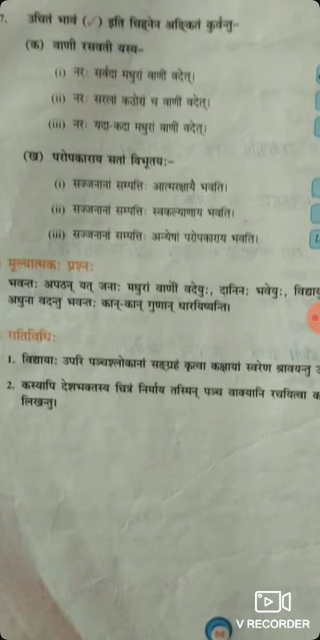 7. उचितं भावं (✓) इति चिह्नेन अङ्कितं कुर्वन्तु–
(क) वाणी रसवती यस्य–
(i) नरः सर्वदा मधुरां वाणीं वदेत्।
(ii) नरः सरलां कठोरां च वाणीं वदेत्।
(iii) नरः यदा-कदा मधुरां वाणीं वदेत्।
(ख) परोपकाराय सतां विभूतयः–
(i) सज्जनानां सम्पत्तिः आत्मरक्षायै भवति।
(ii) सज्जनानां सम्पत्तिः स्वकल्याणाय भवति।
(iii) सज्जनानां सम्पत्तिः अन्येषां परोपकाराय भवति।
मूल्यात्मकः प्रश्नः
भवन्तः अपठन् यत् जनाः मधुरां वाणीं वदेयुः, दानिनः भवेयुः,
अधुना वदन्तु भवन्तः कान्-कान् गुणान् धारयिष्यन्ति।
गतिविधिः
1. विद्यायाः उपरि पञ्चश्लोकानां सङ्ग्रहं कृत्वा कक्षायां स्वरेण श्रावयन्तु
2. कस्यापि देशभक्तस्य चित्रं निर्माय तस्मिन् पञ्च वाक्यानि रचयित्वा
लिखन्तु।
80
V RECORDER